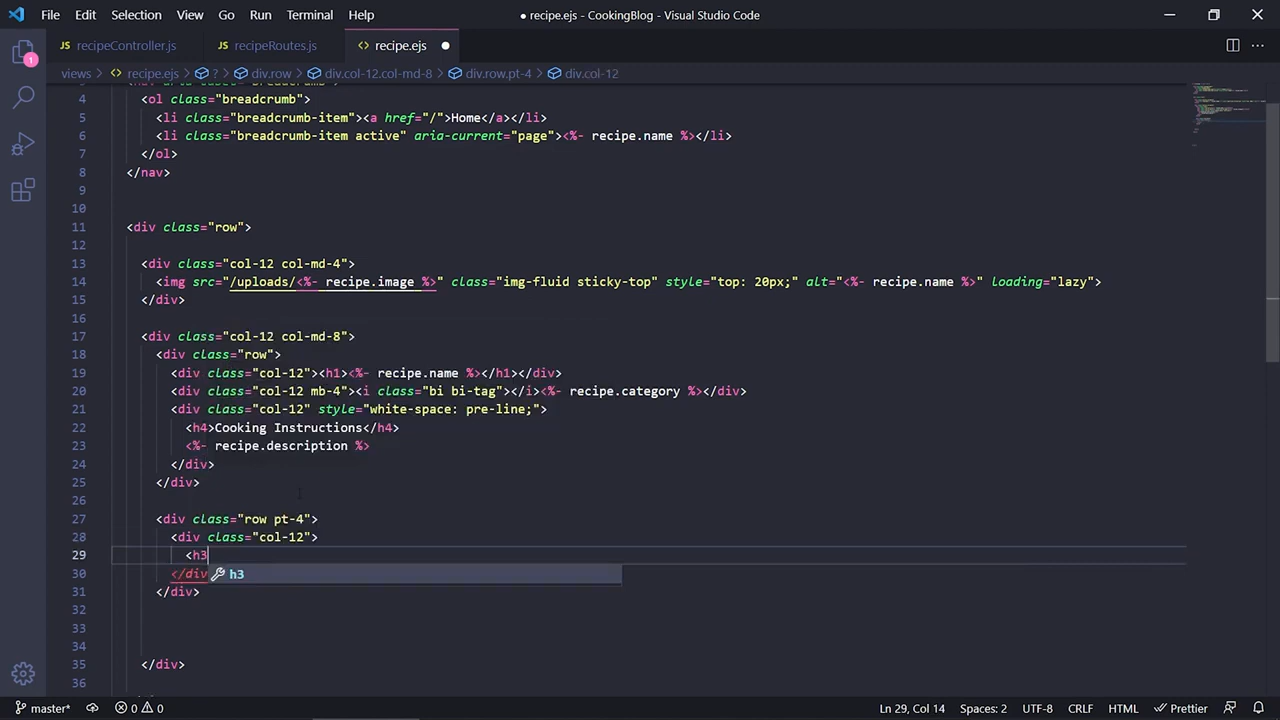 File Edit Selection View Go Run Terminal Help ● recipe.ejs - CookingBlog - Visual Studio Code
JS recipeController.js JS recipeRoutes.js <> recipe.ejs ●
views > <> recipe.ejs > ? > div.row > div.col-12.col-md-8 > div.row.pt-4 > div.col-12
4 <ol class="breadcrumb">
5 <li class="breadcrumb-item"><a href="/">Home</a></li>
6 <li class="breadcrumb-item active" aria-current="page"><%- recipe.name %></li>
7 </ol>
8 </nav>
9
10
11 <div class="row">
12
13 <div class="col-12 col-md-4">
14 <img src="/uploads/<%- recipe.image %>" class="img-fluid sticky-top" style="top: 20px;" alt="<%- recipe.name %>" loading="lazy">
15 </div>
16
17 <div class="col-12 col-md-8">
18 <div class="row">
19 <div class="col-12"><h1><%- recipe.name %></h1></div>
20 <div class="col-12 mb-4"><i class="bi bi-tag"></i><%- recipe.category %></div>
21 <div class="col-12" style="white-space: pre-line;">
22 <h4>Cooking Instructions</h4>
23 <%- recipe.description %>
24 </div>
25 </div>
26
27 <div class="row pt-4">
28 <div class="col-12">
29 <h3
30 </div h3
31 </div>
32
33
34
35 </div>
36
1
master* 0 0 Ln 29, Col 14 Spaces: 2 UTF-8 CRLF HTML Prettier